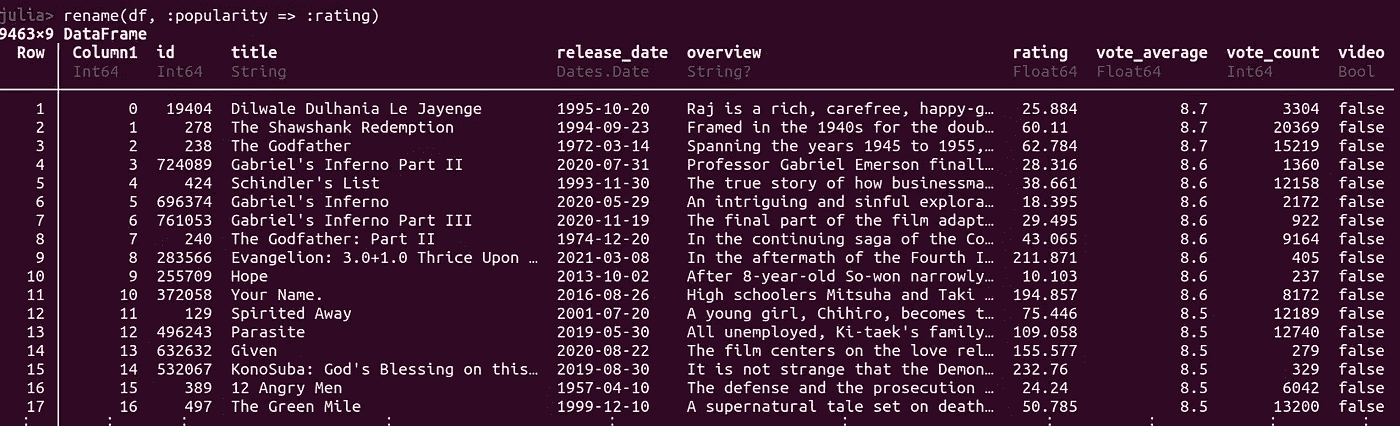 julia> rename(df, :popularity => :rating)
9463×9 DataFrame
Row Column1 id title release_date overview rating vote_average vote_count video
Int64 Int64 String Dates.Date String? Float64 Float64 Int64 Bool
1 0 19404 Dilwale Dulhania Le Jayenge 1995-10-20 Raj is a rich, carefree, happy-g… 25.884 8.7 3304 false
2 1 278 The Shawshank Redemption 1994-09-23 Framed in the 1940s for the doub… 60.11 8.7 20369 false
3 2 238 The Godfather 1972-03-14 Spanning the years 1945 to 1955,… 62.784 8.7 15219 false
4 3 724089 Gabriel's Inferno Part II 2020-07-31 Professor Gabriel Emerson finall… 28.316 8.6 1360 false
5 4 424 Schindler's List 1993-11-30 The true story of how businessma… 38.661 8.6 12158 false
6 5 696374 Gabriel's Inferno 2020-05-29 An intriguing and sinful explora… 18.395 8.6 2172 false
7 6 761053 Gabriel's Inferno Part III 2020-11-19 The final part of the film adapt… 29.495 8.6 922 false
8 7 240 The Godfather: Part II 1974-12-20 In the continuing saga of the Co… 43.065 8.6 9164 false
9 8 283566 Evangelion: 3.0+1.0 Thrice Upon … 2021-03-08 In the aftermath of the Fourth I… 211.871 8.6 405 false
10 9 255709 Hope 2013-10-02 After 8-year-old So-won narrowly… 10.103 8.6 237 false
11 10 372058 Your Name. 2016-08-26 High schoolers Mitsuha and Taki … 194.857 8.6 8172 false
12 11 129 Spirited Away 2001-07-20 A young girl, Chihiro, becomes t… 75.446 8.5 12189 false
13 12 496243 Parasite 2019-05-30 All unemployed, Ki-taek's family… 109.058 8.5 12740 false
14 13 632632 Given 2020-08-22 The film centers on the love rel… 155.577 8.5 279 false
15 14 532067 KonoSuba: God's Blessing on this… 2019-08-30 It is not strange that the Demon… 232.76 8.5 329 false
16 15 389 12 Angry Men 1957-04-10 The defense and the prosecution … 24.24 8.5 6042 false
17 16 497 The Green Mile 1999-12-10 A supernatural tale set on death… 50.785 8.5 13200 false